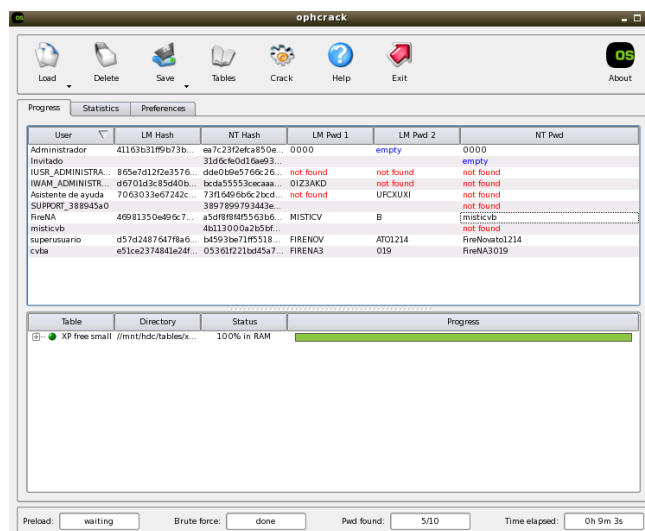 OS ophcrack
Load Delete Save Tables Crack Help Exit About
OS
Progress Statistics Preferences
User LM Hash NT Hash LM Pwd 1 LM Pwd 2 NT Pwd
Administrador 41163b31ff9b73b... ea7c23f2efca850e... 0000 empty 0000
Invitado 31d6cfe0d16ae93... empty
IUSR_ADMINISTRA... 865e7d12f2e3576... dde0b9e5766c26... not found not found not found
IWAM_ADMINISTR... d6701d3c85d40b... bcda55553cecaaa... 0IZ3AKD not found not found
Asistente de ayuda 7063033e67242c... 73f16496b6c2bcd... not found UFCXUXI not found
SUPPORT_388945a0 3897899793443e... not found
FireNA 46981350e496c7... a5df8f8f4f5563b6... MISTICV B misticvb
misticvb 4b113000a2b5bf... not found
superusuario d57d2487647f8a6... b4593be71ff5518... FIRENOV ATO1214 FireNovato1214
cvba e51ce2374841e24f... 05361f221bd45a7... FIRENA3 019 FireNA3019
Table Directory Status Progress
XP free small //mnt/hdc/tables/x... 100% in RAM
Preload: waiting Brute force: done Pwd found: 5/10 Time elapsed: 0h 9m 3s